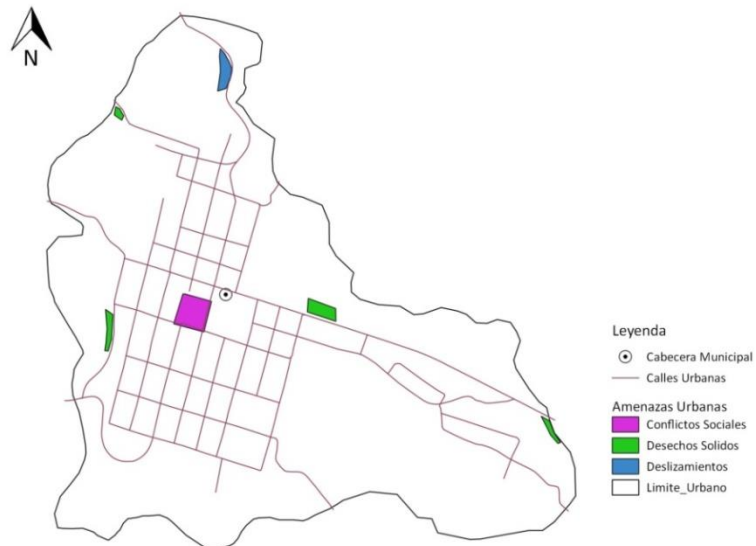 N
Leyenda
Cabecera Municipal
Calles Urbanas
Amenazas Urbanas
Conflictos Sociales
Desechos Solidos
Deslizamientos
Limite_Urbano